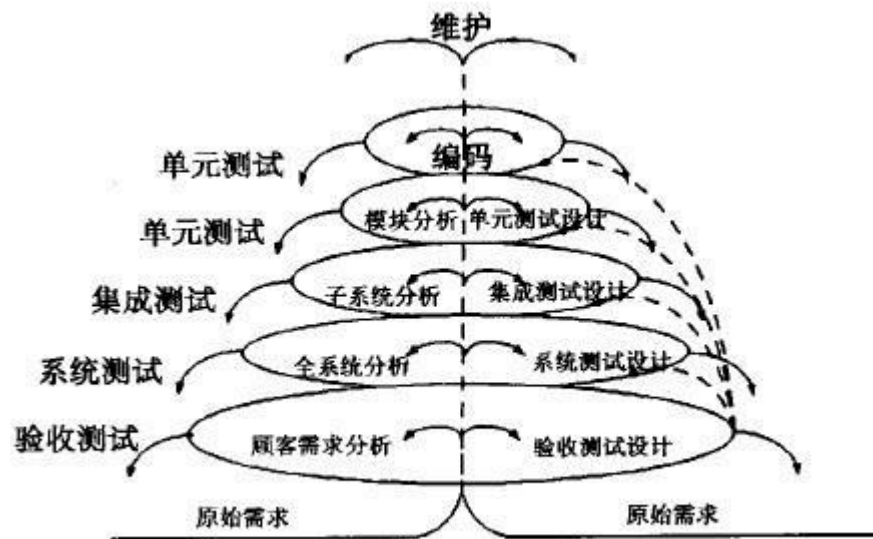 维护
编码
单元测试
模块分析 单元测试设计
单元测试
子系统分析 集成测试设计
集成测试
全系统分析 系统测试设计
系统测试
顾客需求分析 验收测试设计
验收测试
原始需求 原始需求